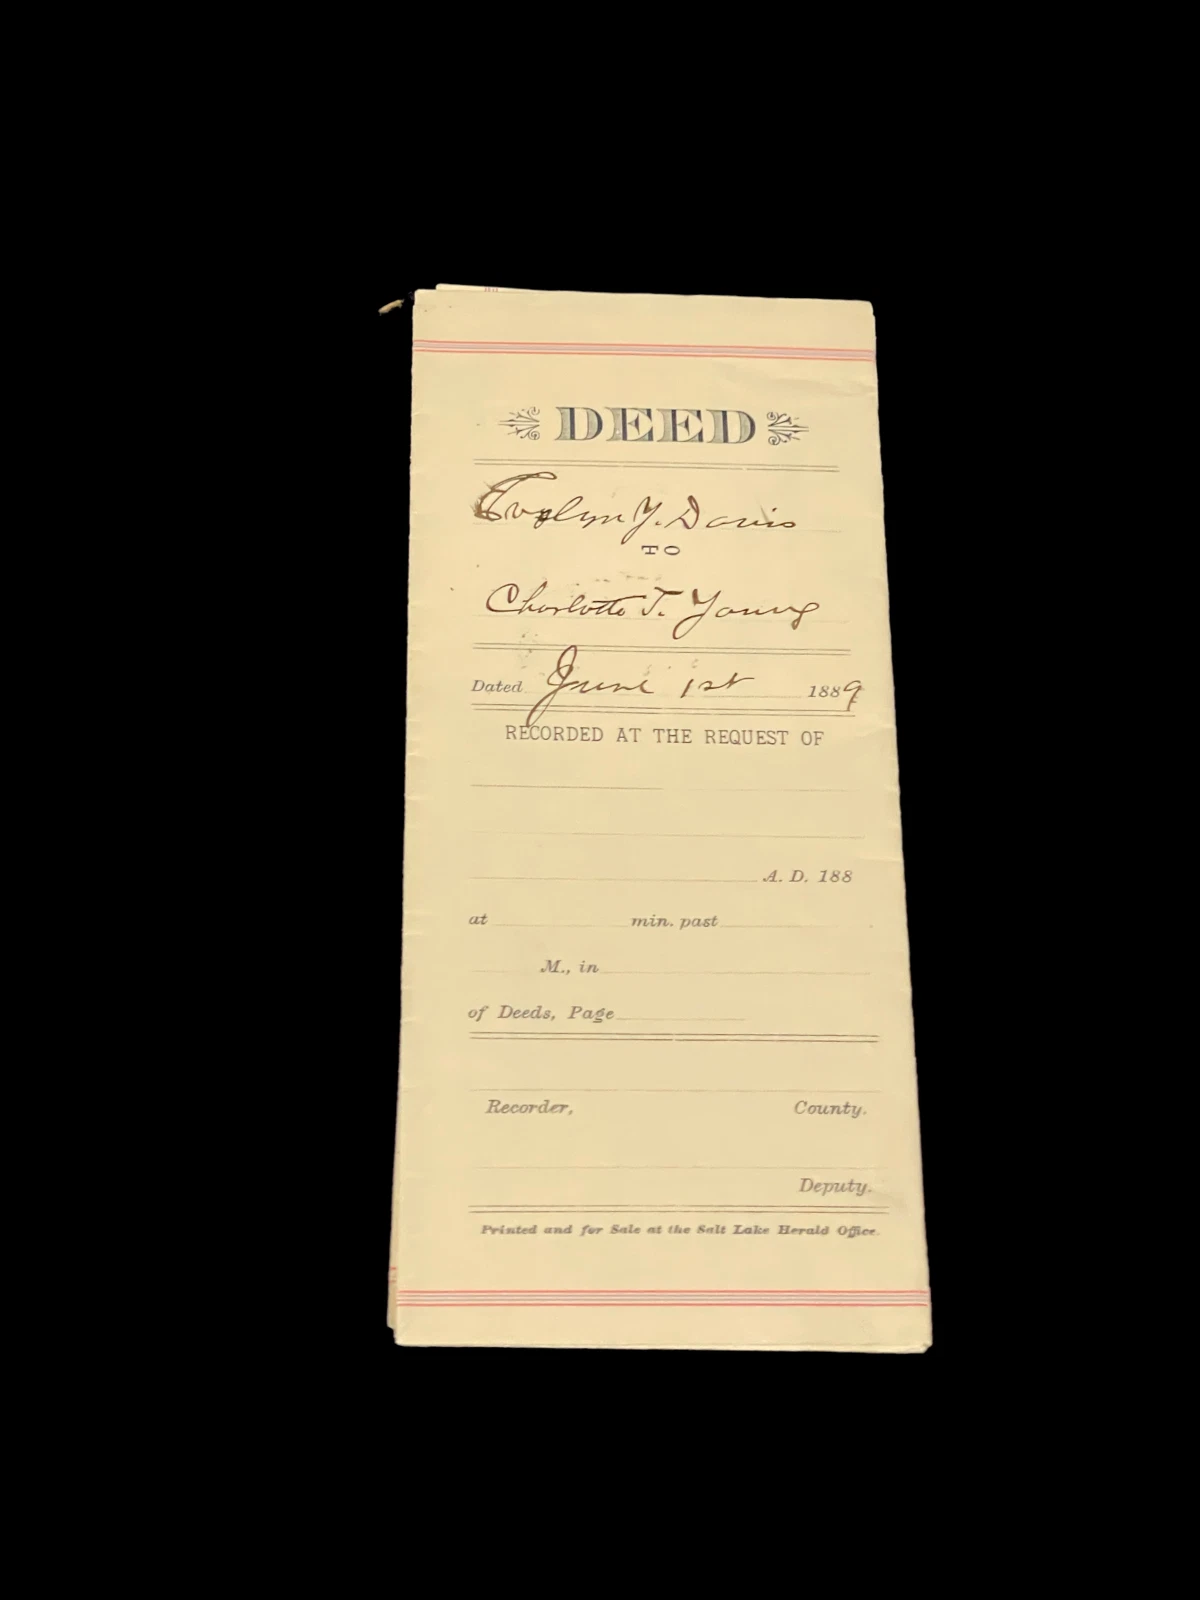 DEED
Evelyn Y. Davis
TO
Charlotte T. Young
Dated June 1st 1889
RECORDED AT THE REQUEST OF
A. D. 188
at min. past
M., in
of Deeds, Page
Recorder, County.
Deputy.
Printed and for Sale at the Salt Lake Herald Office.